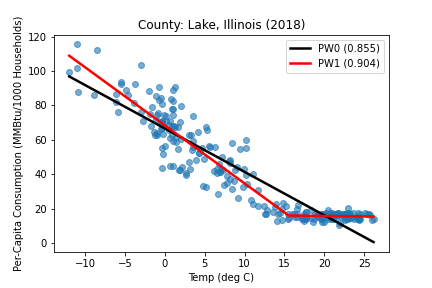 County: Lake, Illinois (2018)
Per-Capita Consumption (MMBtu/1000 Households)
120
100
80
60
40
20
0
PW0 (0.855)
PW1 (0.904)
−10 −5 0 5 10 15 20 25
Temp (deg C)